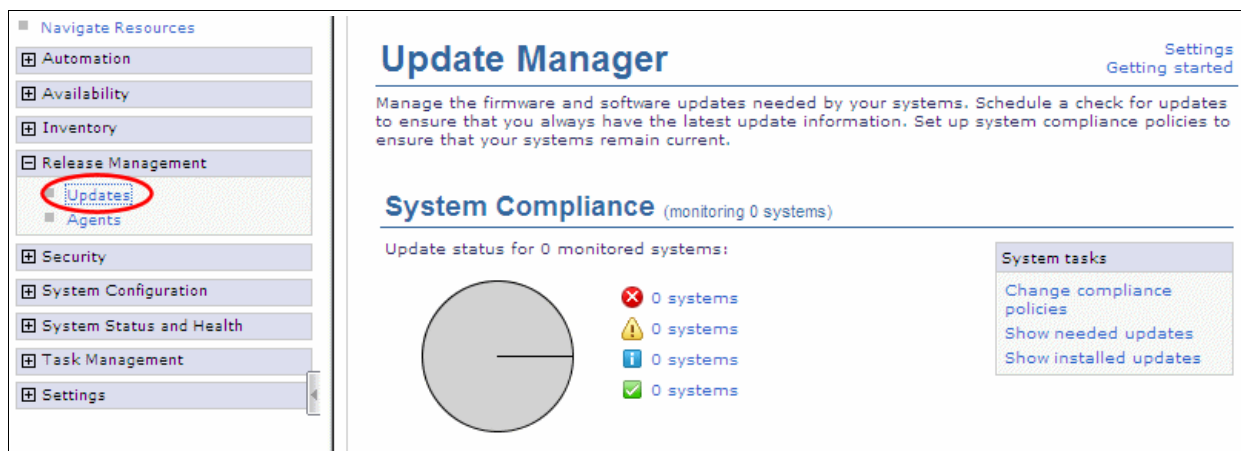 Navigate Resources
Automation
Availability
Inventory
Release Management
Updates
Agents
Security
System Configuration
System Status and Health
Task Management
Settings
Update Manager
Settings
Getting started
Manage the firmware and software updates needed by your systems. Schedule a check for updates
to ensure that you always have the latest update information. Set up system compliance policies to
ensure that your systems remain current.
System Compliance (monitoring 0 systems)
Update status for 0 monitored systems:
0 systems
0 systems
0 systems
0 systems
System tasks
Change compliance
policies
Show needed updates
Show installed updates